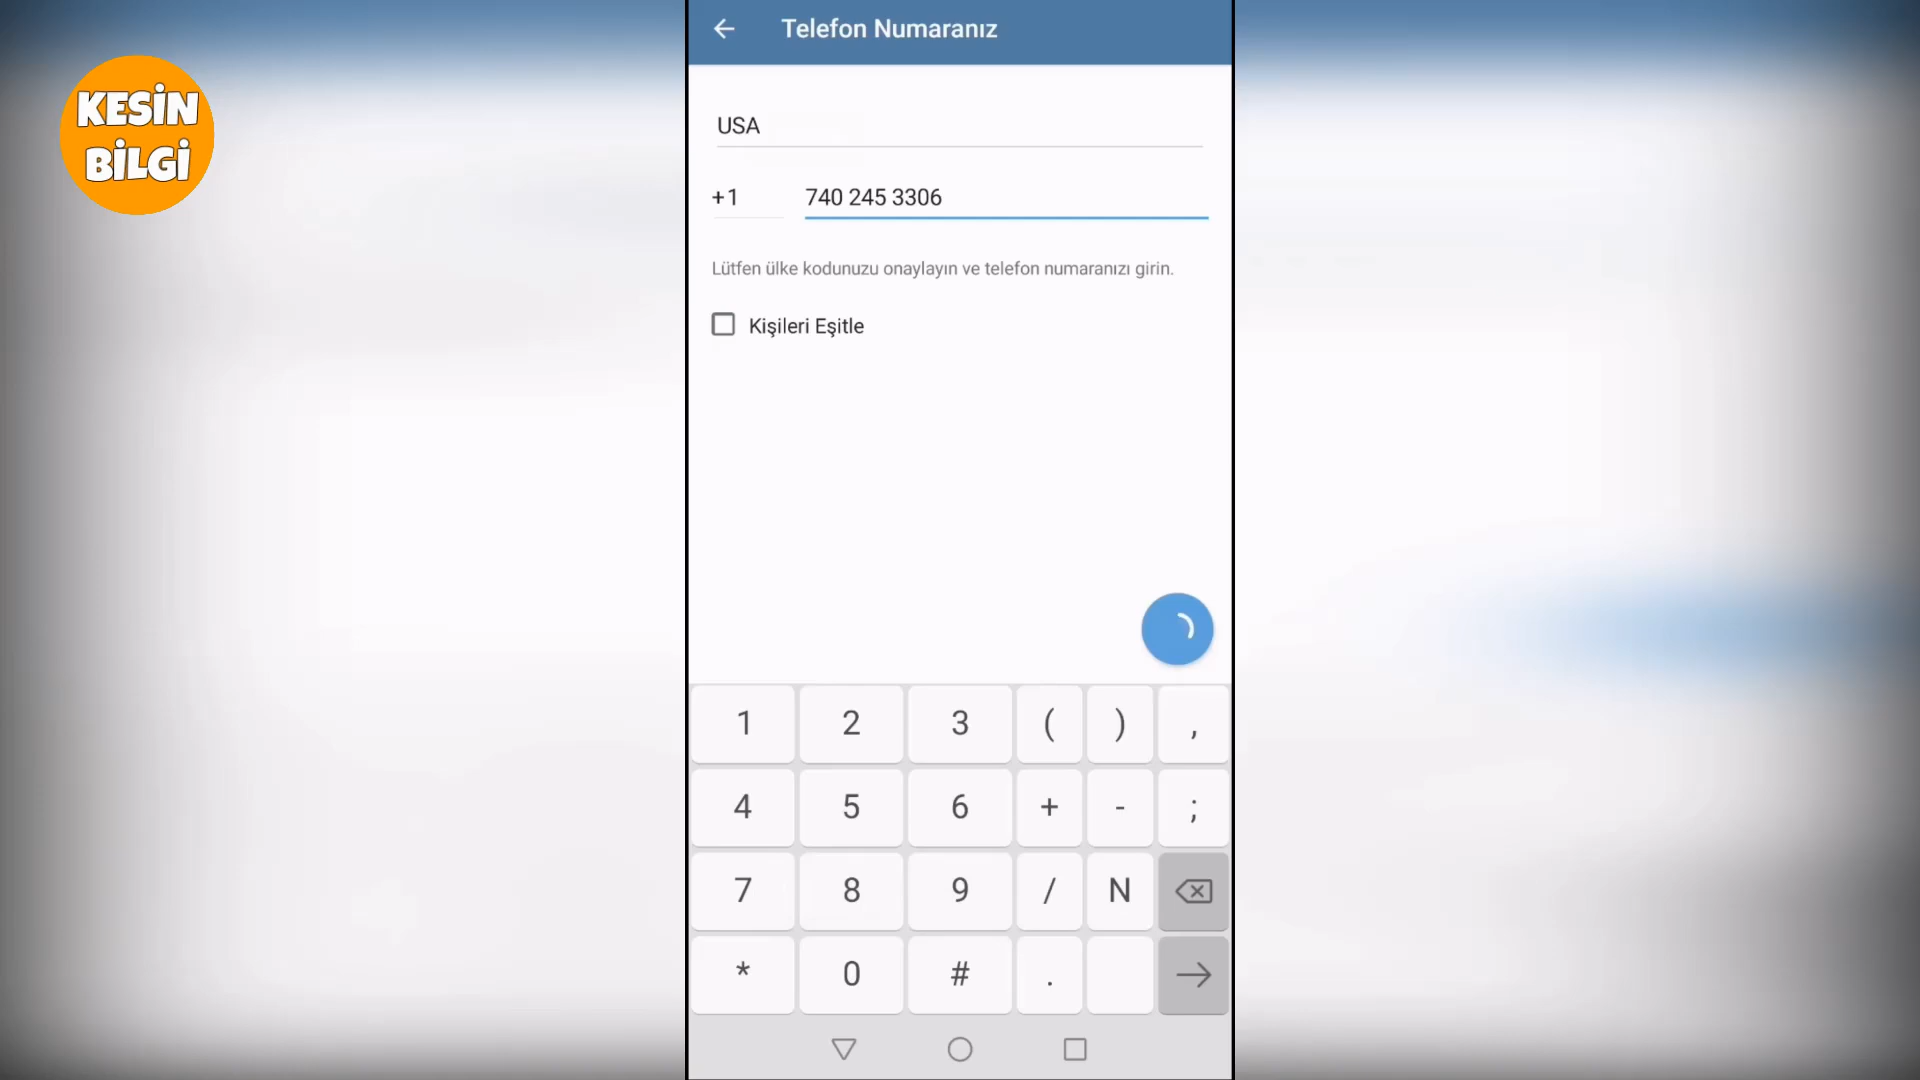 KESİN
BİLGİ
Telefon Numaranız
USA
+1 740 245 3306
Lütfen ülke kodunuzu onaylayın ve telefon numaranızı girin.
Kişileri Eşitle
1 2 3 ( ) ,
4 5 6 + - ;
7 8 9 / N
* 0 # .